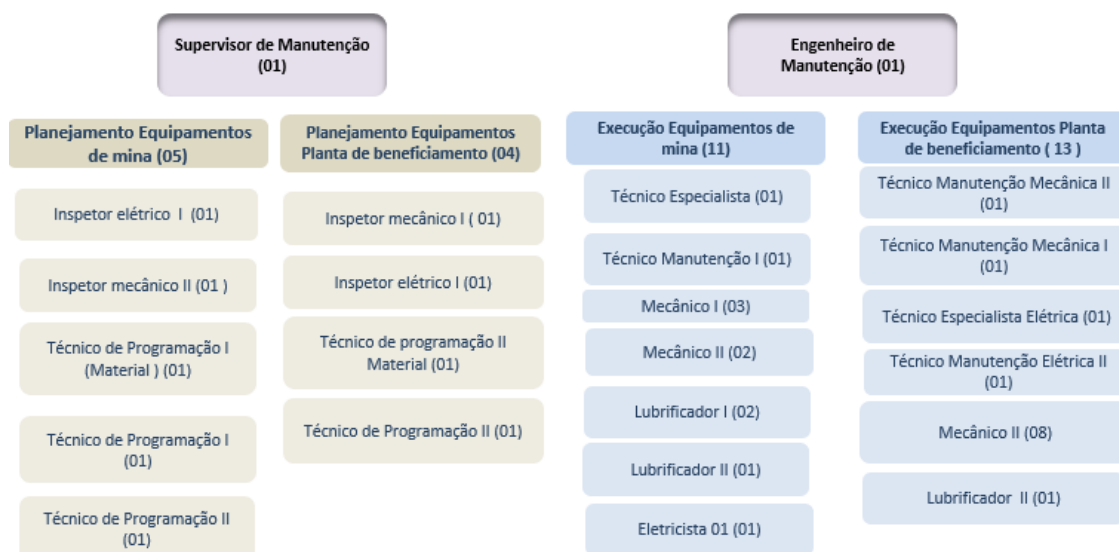 Supervisor de Manutenção
(01)
Engenheiro de
Manutenção (01)
Planejamento Equipamentos
de mina (05)
Inspetor elétrico I (01)
Inspetor mecânico II (01 )
Técnico de Programação I
(Material ) (01)
Técnico de Programação I
(01)
Técnico de Programação II
(01)
Planejamento Equipamentos
Planta de beneficiamento (04)
Inspetor mecânico I ( 01)
Inspetor elétrico I (01)
Técnico de programação II
Material (01)
Técnico de Programação II (01)
Execução Equipamentos de
mina (11)
Técnico Especialista (01)
Técnico Manutenção I (01)
Mecânico I (03)
Mecânico II (02)
Lubrificador I (02)
Lubrificador II (01)
Eletricista 01 (01)
Execução Equipamentos Planta
de beneficiamento ( 13 )
Técnico Manutenção Mecânica II
(01)
Técnico Manutenção Mecânica I
(01)
Técnico Especialista Elétrica (01)
Técnico Manutenção Elétrica II
(01)
Mecânico II (08)
Lubrificador II (01)